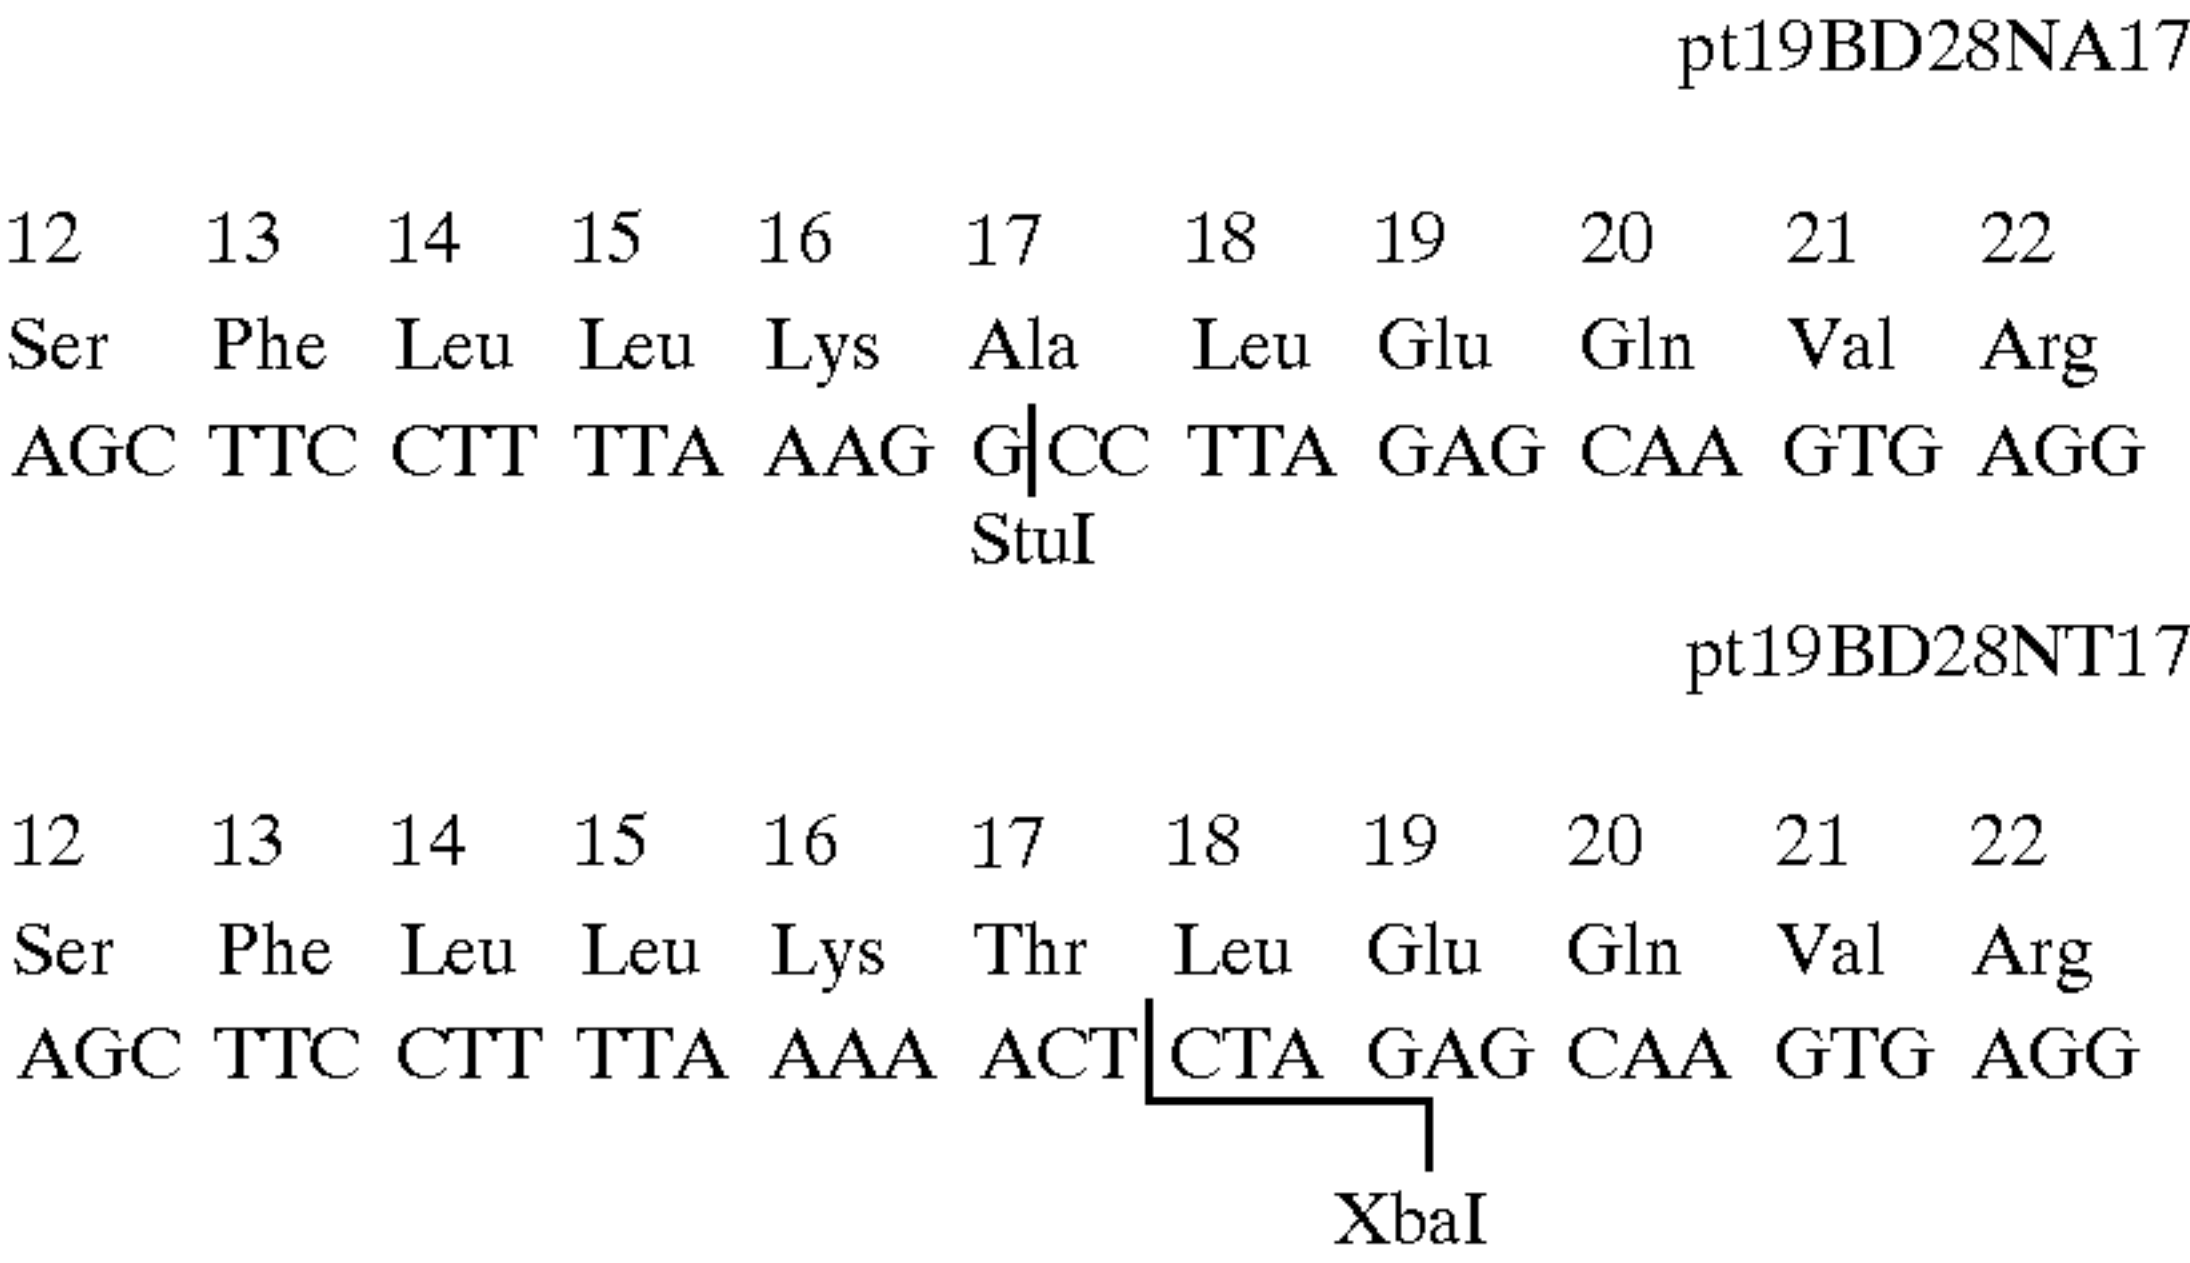 pt19BD28NA17
12 13 14 15 16 17 18 19 20 21 22
Ser Phe Leu Leu Lys Ala Leu Glu Gln Val Arg
AGC TTC CTT TTA AAG G CC TTA GAG CAA GTG AGG
StuI
pt19BD28NT17
12 13 14 15 16 17 18 19 20 21 22
Ser Phe Leu Leu Lys Thr Leu Glu Gln Val Arg
AGC TTC CTT TTA AAA ACT CTA GAG CAA GTG AGG
XbaI